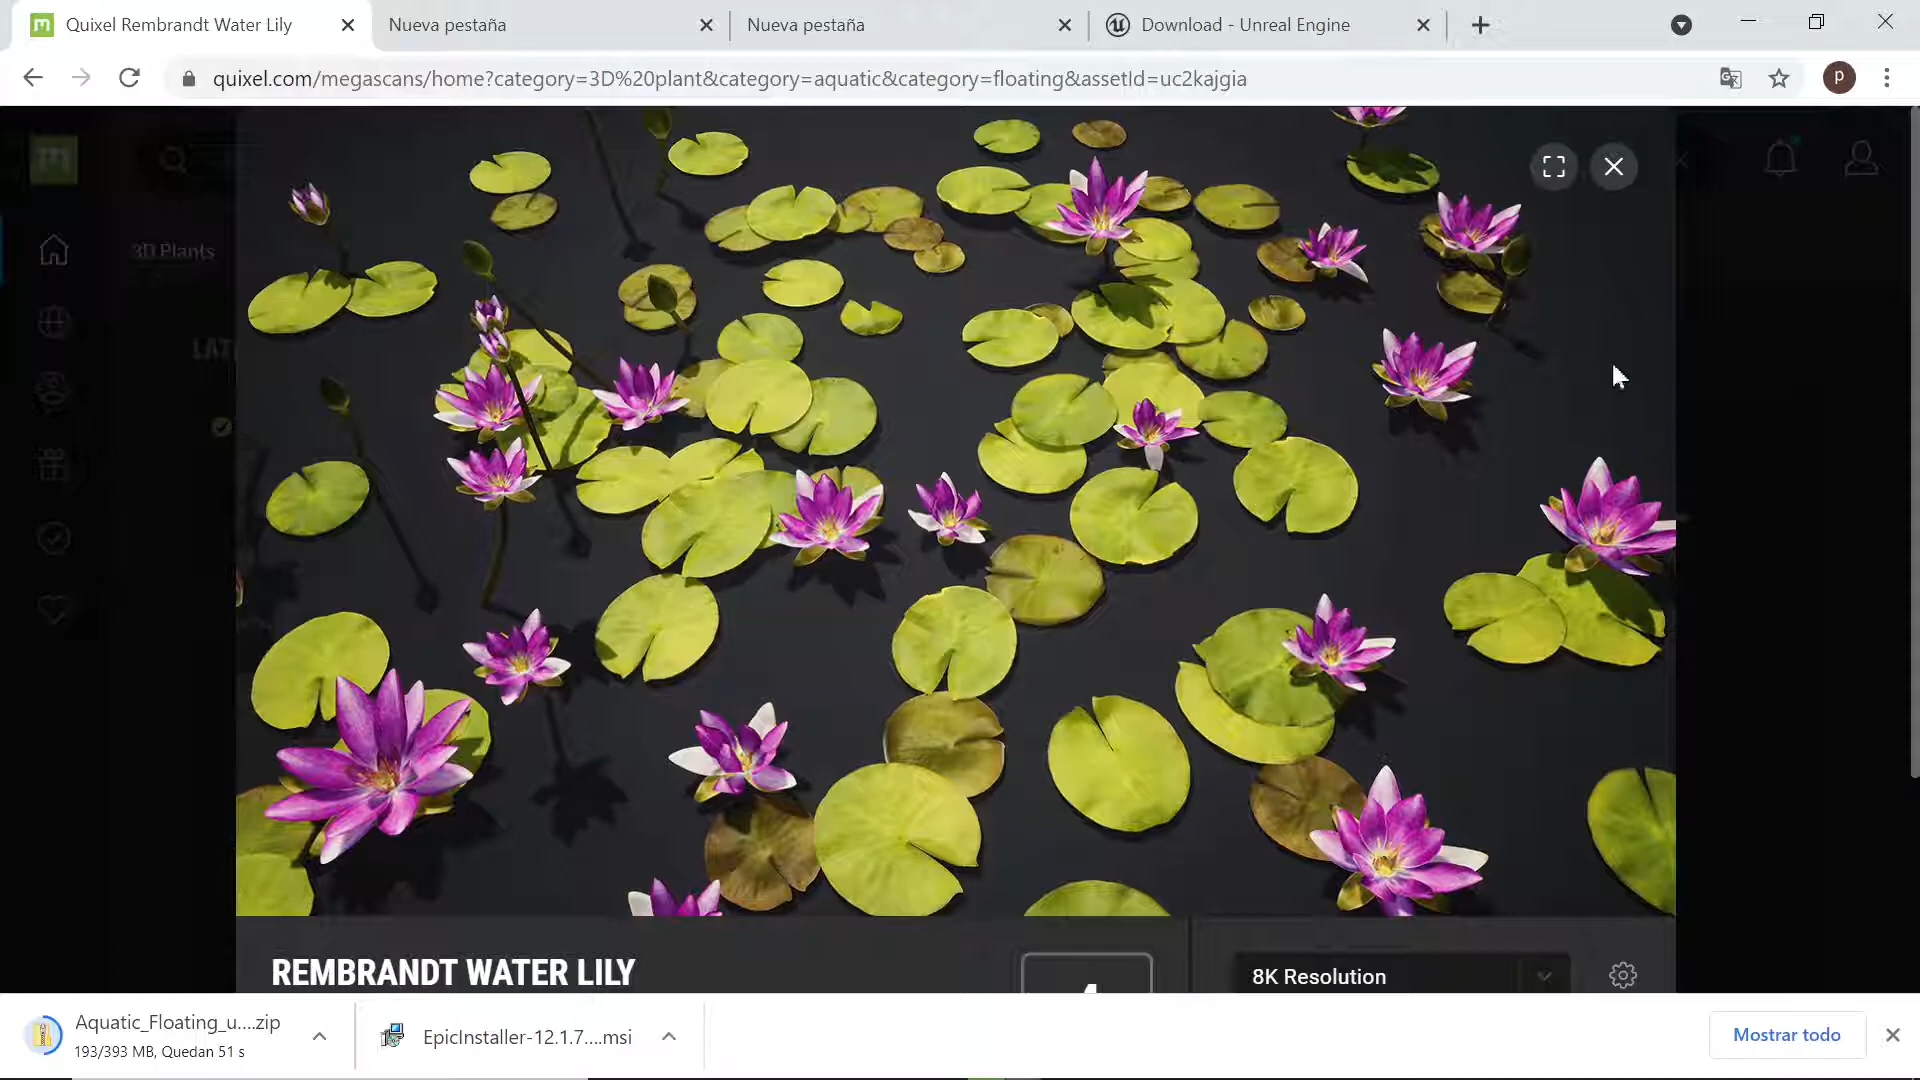 Quixel Rembrandt Water Lily
Nueva pestaña
Nueva pestaña
Download - Unreal Engine
quixel.com/megascans/home?category=3D%20plant&category=aquatic&category=floating&assetId=uc2kajgia
P
3D Plants
LAT
REMBRANDT WATER LILY
8K Resolution
Aquatic_Floating_u....zip
193/393 MB, Quedan 51 s
EpicInstaller-12.1.7....msi
Mostrar todo